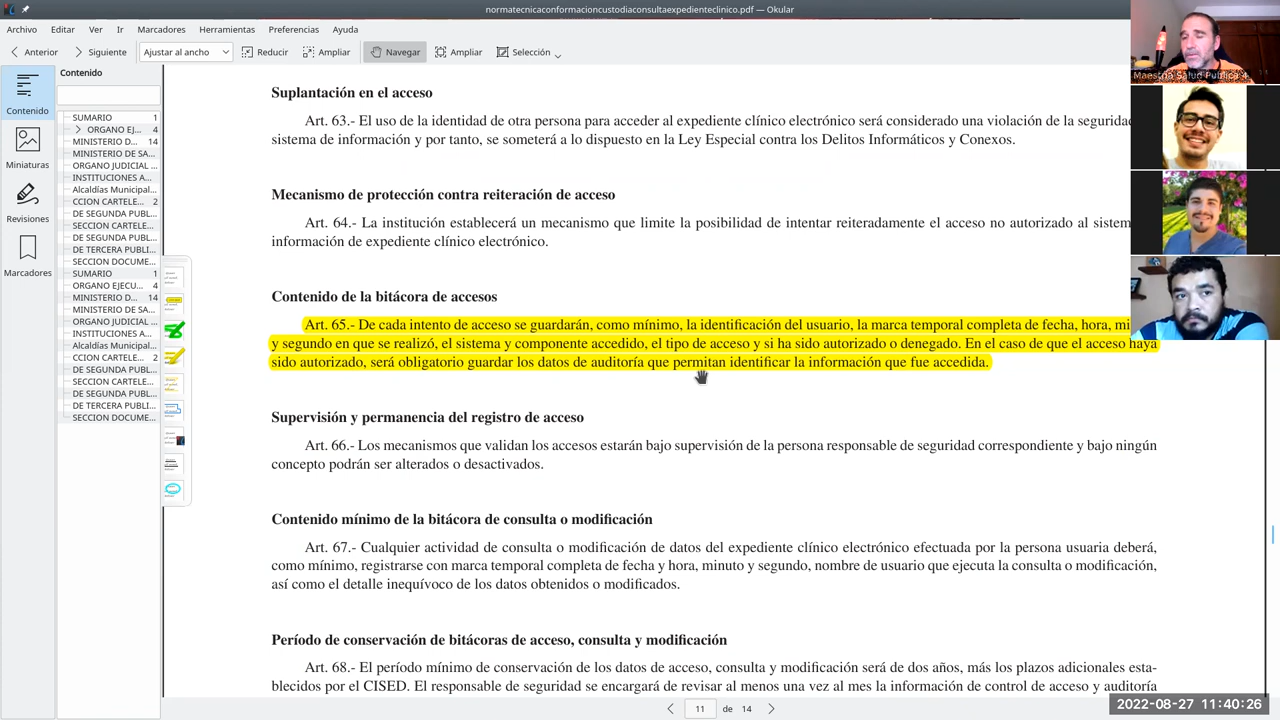 normatecnicaconformacioncustodiaconsultaexpedienteclinico.pdf — Okular
Archivo Editar Ver Ir Marcadores Herramientas Preferencias Ayuda
Anterior Siguiente Ajustar al ancho Reducir Ampliar Navegar Ampliar Selección
Contenido
Miniaturas
Revisiones
Marcadores
Contenido
SUMARIO 1
ORGANO EJ... 4
MINISTERIO D... 14
MINISTERIO DE SA...
ORGANO JUDICIAL ...
INSTITUCIONES A...
Alcaldías Municipal...
CCION CARTELE... 2
DE SEGUNDA PUBL...
SECCION CARTELE...
DE SEGUNDA PUBL...
DE TERCERA PUBLI...
SECCION DOCUME...
SUMARIO 1
ORGANO EJECU... 4
MINISTERIO D... 14
MINISTERIO DE SA...
ORGANO JUDICIAL ...
INSTITUCIONES A...
Alcaldías Municipal...
CCION CARTELE... 2
DE SEGUNDA PUBL...
SECCION CARTELE...
DE SEGUNDA PUBL...
DE TERCERA PUBLI...
SECCION DOCUME...
Suplantación en el acceso
Art. 63.- El uso de la identidad de otra persona para acceder al expediente clínico electrónico será considerado una violación de la seguridad
sistema de información y por tanto, se someterá a lo dispuesto en la Ley Especial contra los Delitos Informáticos y Conexos.
Mecanismo de protección contra reiteración de acceso
Art. 64.- La institución establecerá un mecanismo que limite la posibilidad de intentar reiteradamente el acceso no autorizado al sistem
información de expediente clínico electrónico.
Contenido de la bitácora de accesos
Art. 65.- De cada intento de acceso se guardarán, como mínimo, la identificación del usuario, la marca temporal completa de fecha, hora, mi
y segundo en que se realizó, el sistema y componente accedido, el tipo de acceso y si ha sido autorizado o denegado. En el caso de que el acceso haya
sido autorizado, será obligatorio guardar los datos de auditoría que permitan identificar la información que fue accedida.
Supervisión y permanencia del registro de acceso
Art. 66.- Los mecanismos que validan los accesos estarán bajo supervisión de la persona responsable de seguridad correspondiente y bajo ningún
concepto podrán ser alterados o desactivados.
Contenido mínimo de la bitácora de consulta o modificación
Art. 67.- Cualquier actividad de consulta o modificación de datos del expediente clínico electrónico efectuada por la persona usuaria deberá,
como mínimo, registrarse con marca temporal completa de fecha y hora, minuto y segundo, nombre de usuario que ejecuta la consulta o modificación,
así como el detalle inequívoco de los datos obtenidos o modificados.
Período de conservación de bitácoras de acceso, consulta y modificación
Art. 68.- El período mínimo de conservación de los datos de acceso, consulta y modificación será de dos años, más los plazos adicionales esta-
blecidos por el CISED. El responsable de seguridad se encargará de revisar al menos una vez al mes la información de control de acceso y auditoría
11 de 14
Maestria Salud Publica 4
2022-08-27 11:40:26